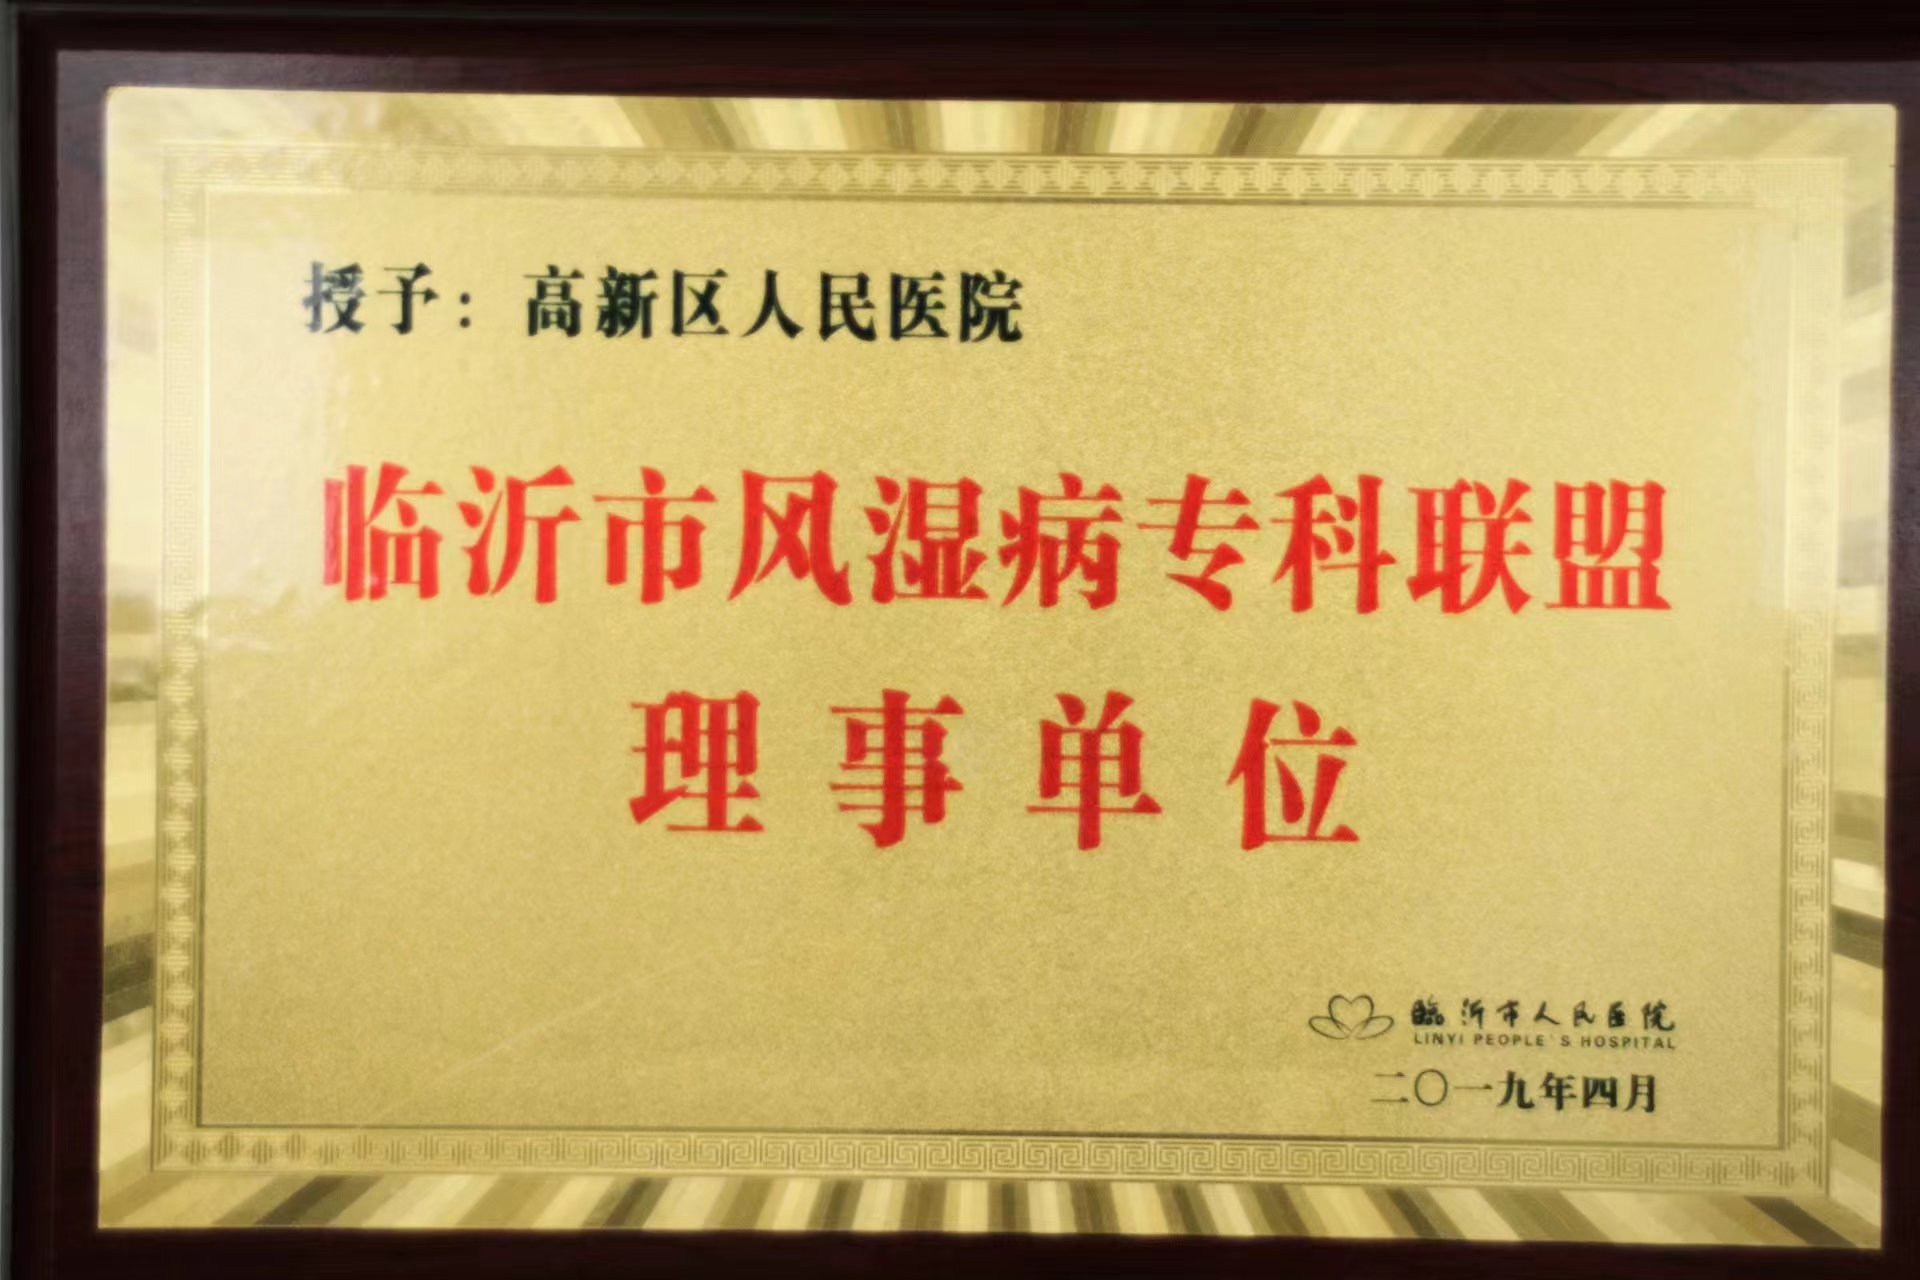 授予：高新区人民医院
临沂市风湿病专科联盟
理事单位
临沂市人民医院
LINYI PEOPLE'S HOSPITAL
二〇一九年四月